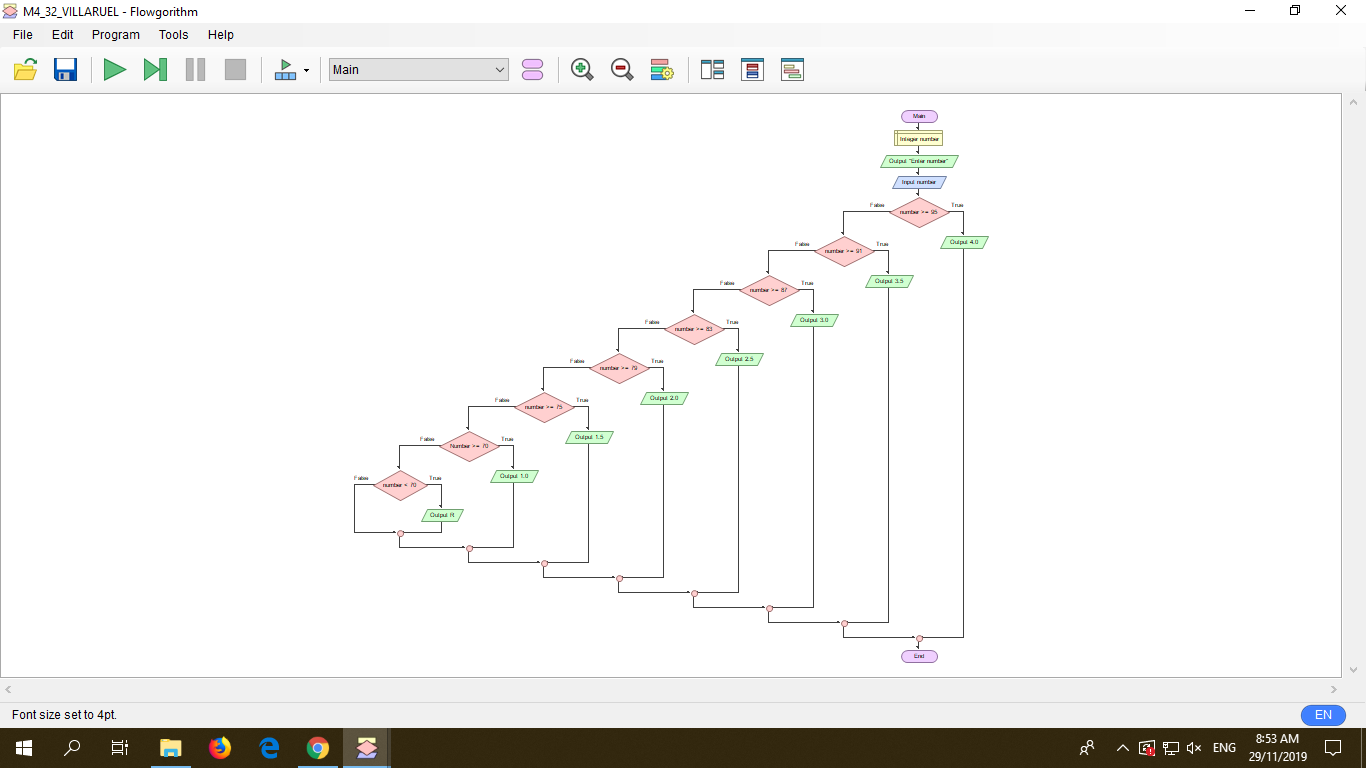 M4_32_VILLARUEL - Flowgorithm
File Edit Program Tools Help
Main
Main
Integer number
Output "Enter number"
Input number
False number >= 95 True
Output 4.0
False number >= 91 True
Output 3.5
False number >= 87 True
Output 3.0
False number >= 83 True
Output 2.5
False number >= 79 True
Output 2.0
False number >= 75 True
Output 1.5
False Number >= 70 True
Output 1.0
False number < 70 True
Output R
End
Font size set to 4pt.
EN
ENG
8:53 AM
29/11/2019